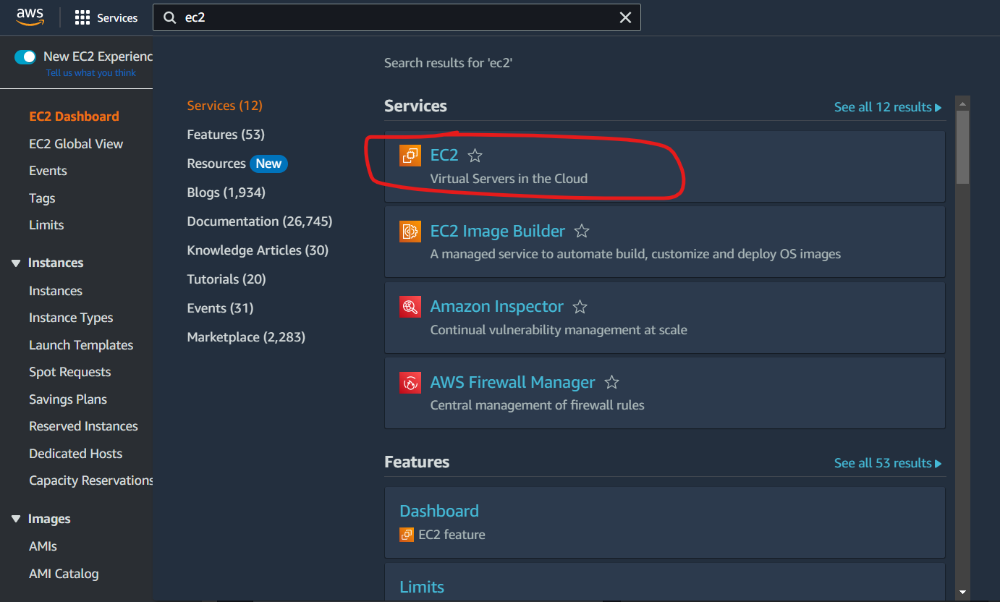 aws
Services
ec2
New EC2 Experienc
Tell us what you think
EC2 Dashboard
EC2 Global View
Events
Tags
Limits
Instances
Instances
Instance Types
Launch Templates
Spot Requests
Savings Plans
Reserved Instances
Dedicated Hosts
Capacity Reservations
Images
AMIs
AMI Catalog
Services (12)
Features (53)
Resources New
Blogs (1,934)
Documentation (26,745)
Knowledge Articles (30)
Tutorials (20)
Events (31)
Marketplace (2,283)
Search results for 'ec2'
Services
See all 12 results
EC2
Virtual Servers in the Cloud
EC2 Image Builder
A managed service to automate build, customize and deploy OS images
Amazon Inspector
Continual vulnerability management at scale
AWS Firewall Manager
Central management of firewall rules
Features
See all 53 results
Dashboard
EC2 feature
Limits